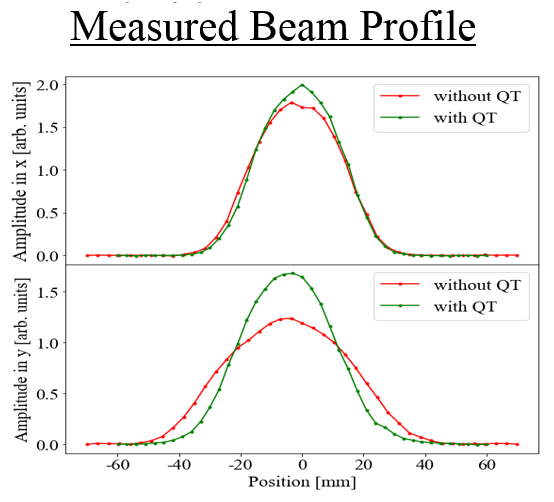 Measured Beam Profile
Amplitude in x [arb. units]
2.0
1.5
1.0
0.5
0.0
without QT
with QT
Amplitude in y [arb. units]
1.5
1.0
0.5
0.0
without QT
with QT
-60 -40 -20 0 20 40 60
Position [mm]